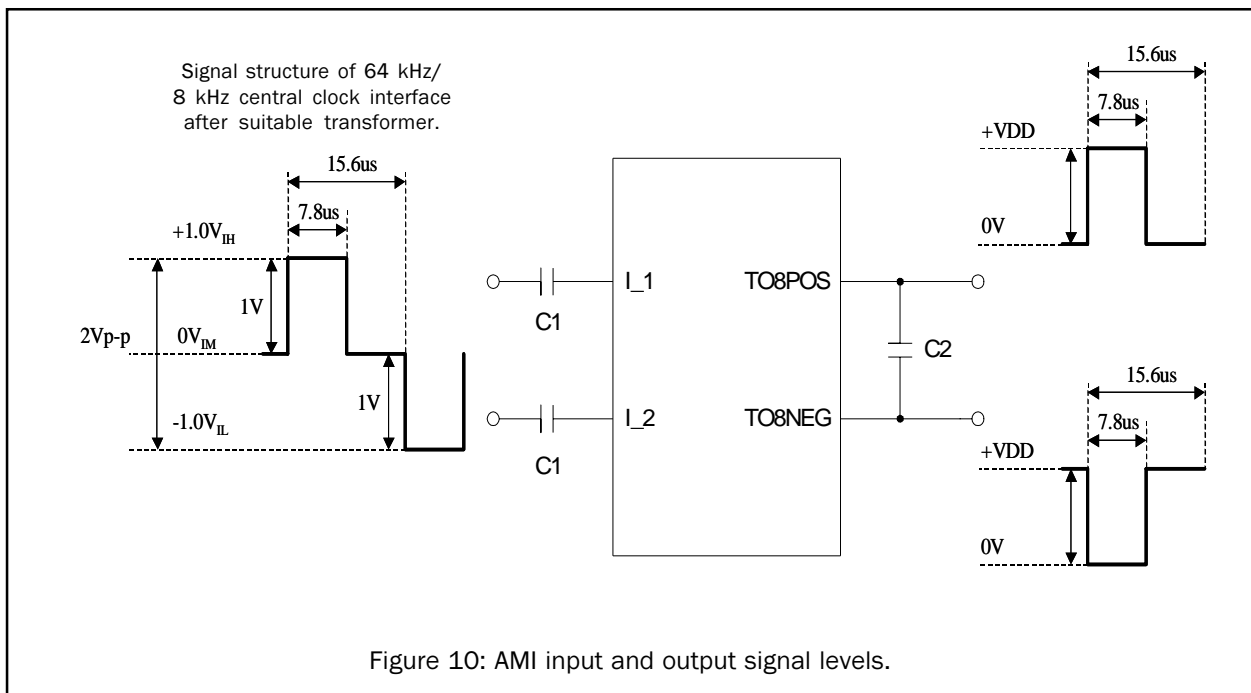 Signal structure of 64 kHz/
8 kHz central clock interface
after suitable transformer.
15.6us
7.8us
+1.0VIH
1V
2Vp-p
0VIM
1V
-1.0VIL
C1
I_1
C1
I_2
TO8POS
TO8NEG
C2
15.6us
7.8us
+VDD
0V
15.6us
7.8us
+VDD
0V
Figure 10: AMI input and output signal levels.